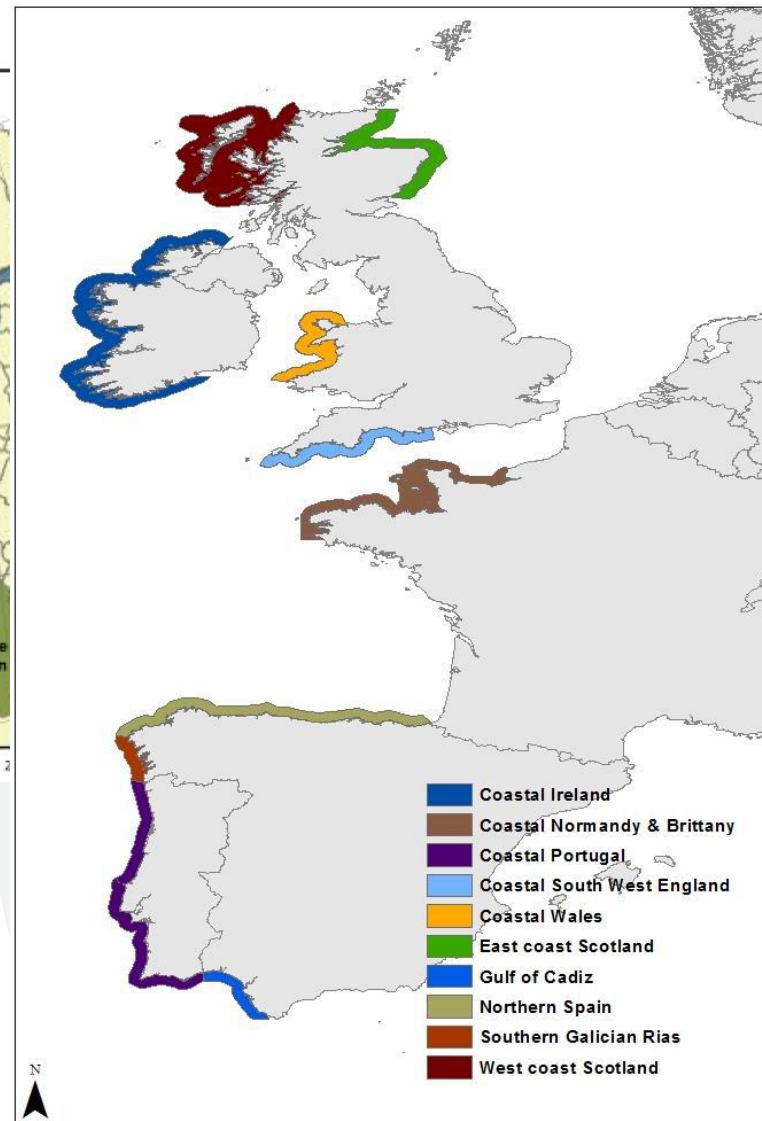 e
n
2
Coastal Ireland
Coastal Normandy & Brittany
Coastal Portugal
Coastal South West England
Coastal Wales
East coast Scotland
Gulf of Cadiz
Northern Spain
Southern Galician Rias
West coast Scotland
N